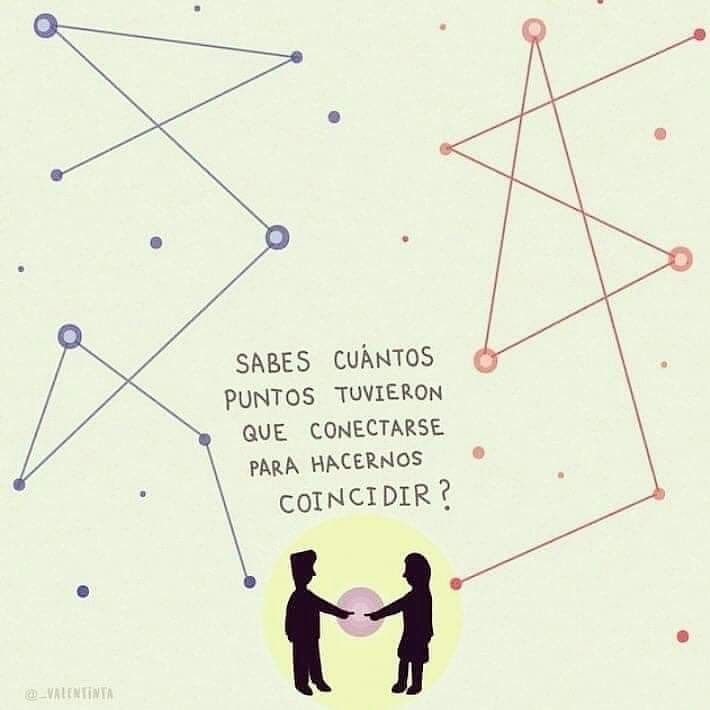 SABES CUÁNTOS
PUNTOS TUVIERON
QUE CONECTARSE
PARA HACERNOS
COINCIDIR?
@_VALENTINTA